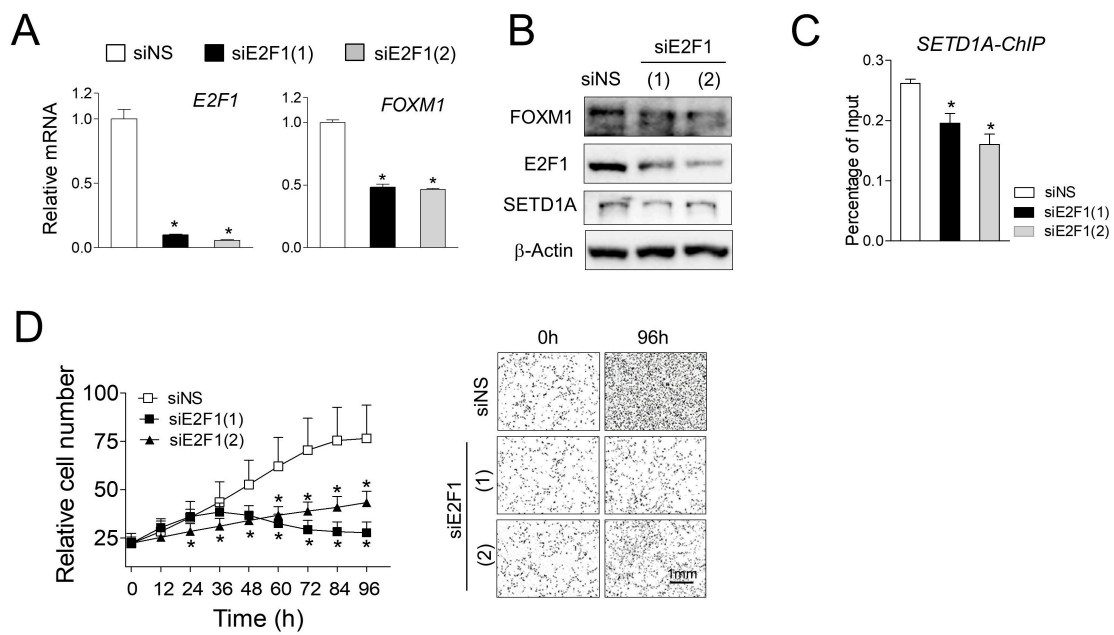 A
siNS siE2F1(1) siE2F1(2)
Relative mRNA
1.2
1.0
0.5
0.0
E2F1
*
*
1.2
1.0
0.5
0.0
FOXM1
*
*
B
siE2F1
siNS (1) (2)
FOXM1
E2F1
SETD1A
β-Actin
C
SETD1A-ChIP
Percentage of Input
0.3
0.2
0.1
0.0
*
*
siNS
siE2F1(1)
siE2F1(2)
D
Relative cell number
100
75
50
25
siNS
siE2F1(1)
siE2F1(2)
* * * *
* * * * * * *
0 12 24 36 48 60 72 84 96
Time (h)
0h 96h
siNS
siE2F1
(1)
(2)
1mm